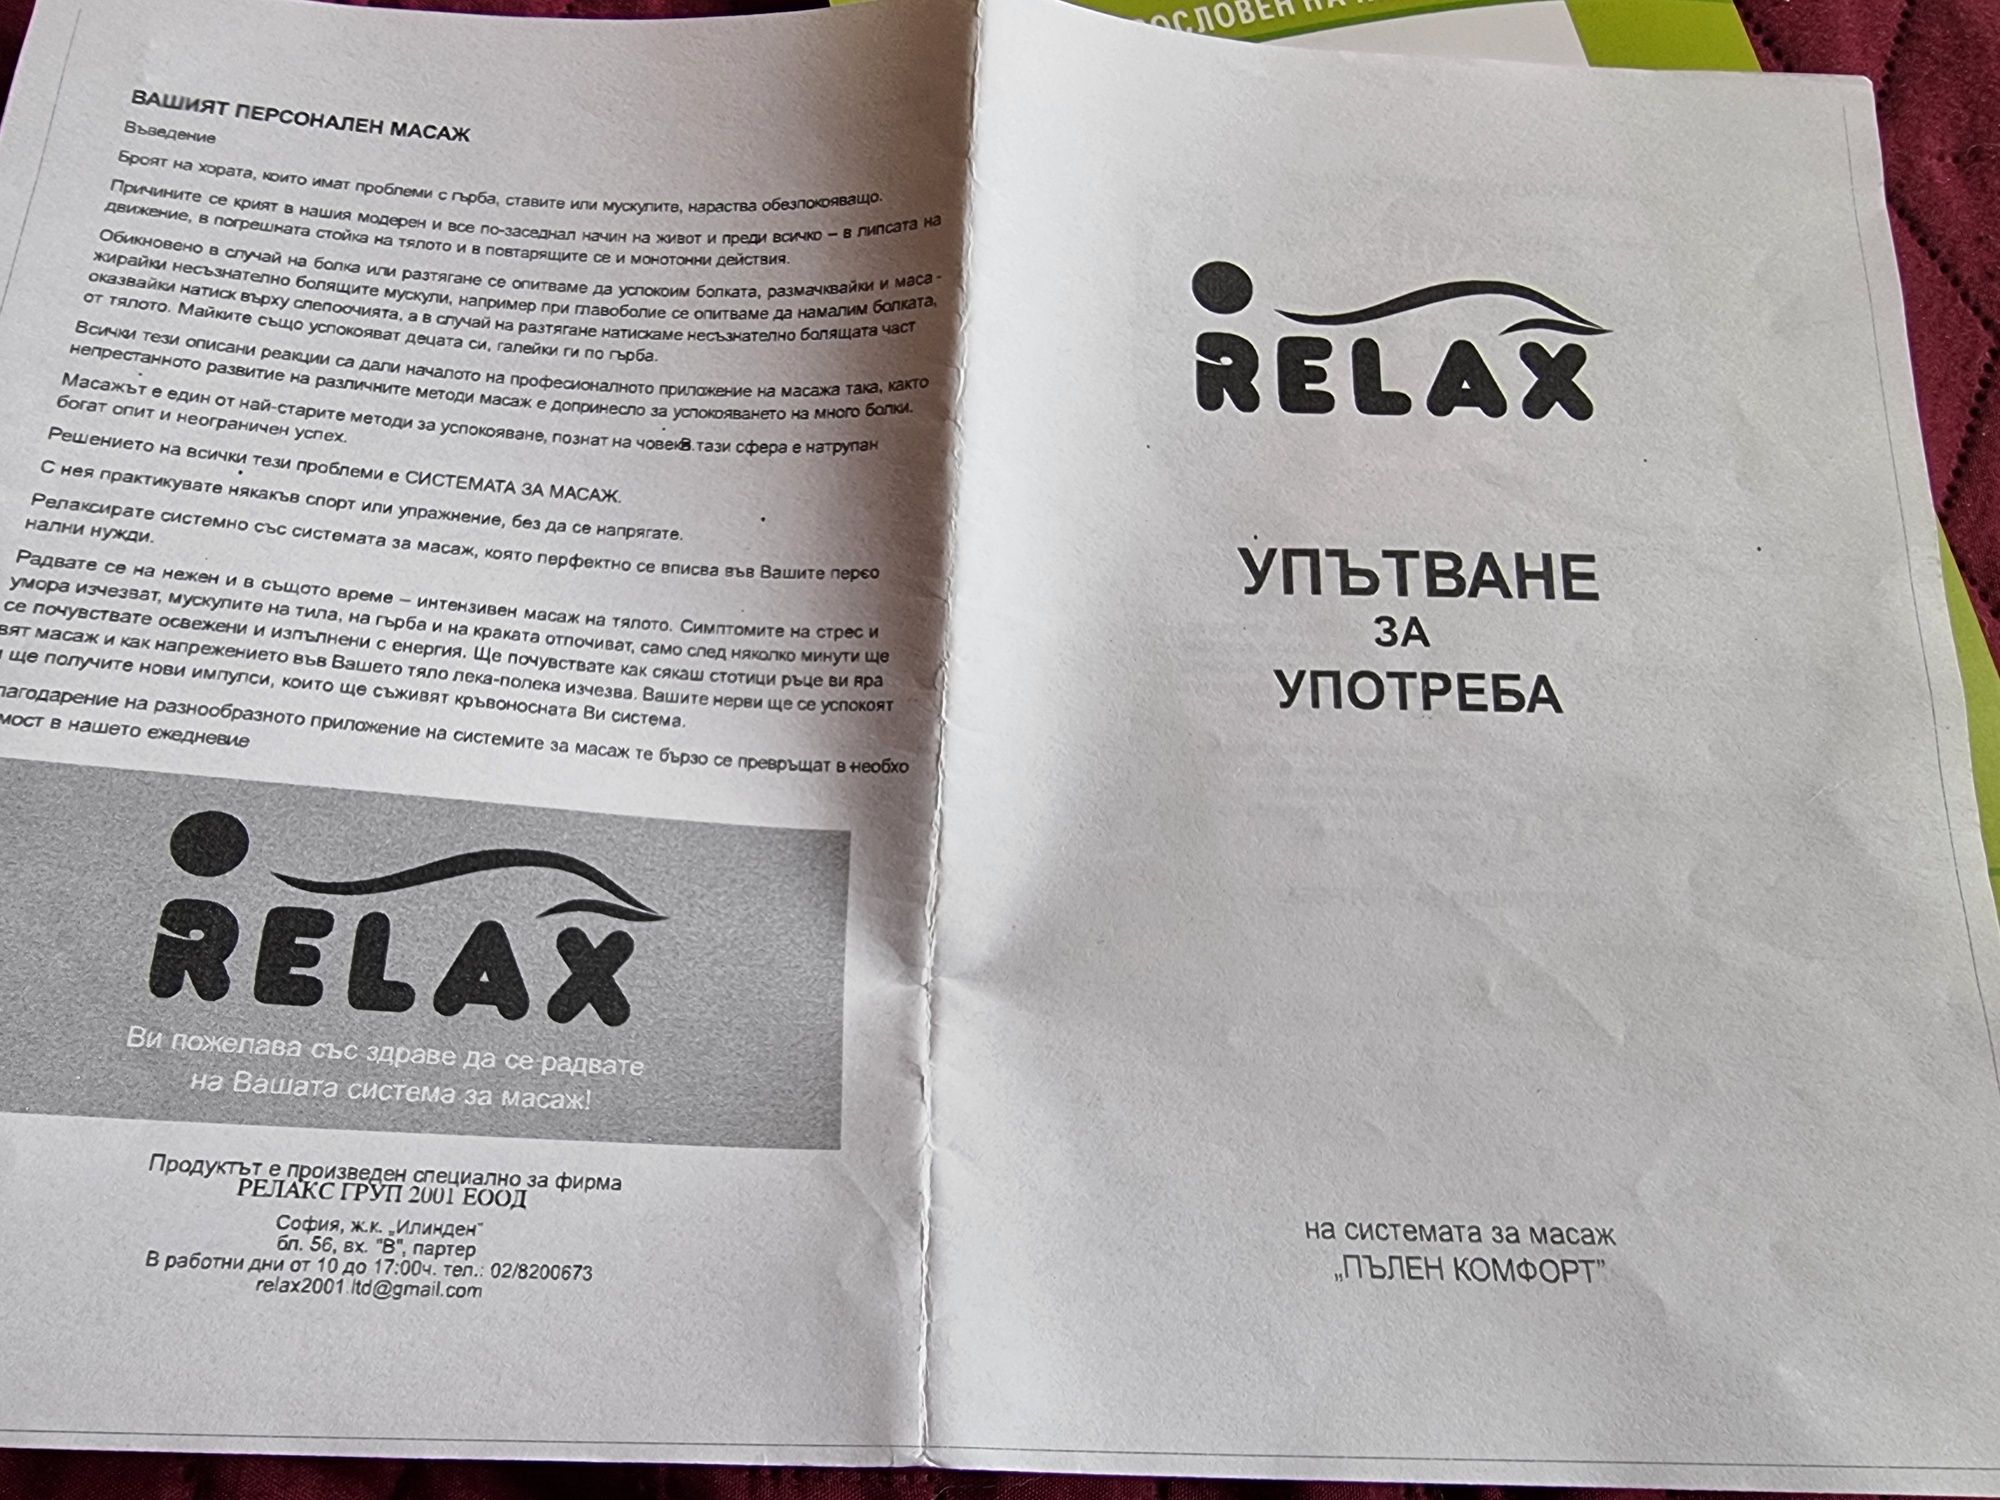 ВАШИЯТ ПЕРСОНАЛЕН МАСАЖ
Въведение
Броят на хората, които имат проблеми с гърба, ставите или мускулите, нараства обезпокояващо.
Причините се крият в нашия модерен и все по-заседнал начин на живот и преди всичко – в липсата на
движение, в погрешната стойка на тялото и в повтарящите се и монотонни действия.
Обикновено в случай на болка или разтягане се опитваме да успокоим болката, размачквайки и маса-
жирайки несъзнателно болящите мускули, например при главоболие се опитваме да намалим болката,
оказвайки натиск върху слепоочията, а в случай на разтягане натискаме несъзнателно болящата част
от тялото. Майките също успокояват децата си, галейки ги по гърба.
Всички тези описани реакции са дали началото на професионалното приложение на масажа така, както
непрестанното развитие на различните методи масаж е допринесло за успокояването на много болки.
Масажът е един от най-старите методи за успокояване, познат на човека. В тази сфера е натрупан
богат опит и неограничен успех.
Решението на всички тези проблеми е СИСТЕМАТА ЗА МАСАЖ.
С нея практикувате някакъв спорт или упражнение, без да се напрягате.
Релаксирате системно със системата за масаж, която перфектно се вписва във Вашите персо
нални нужди.
Радвате се на нежен и в същото време – интензивен масаж на тялото. Симптомите на стрес и
умора изчезват, мускулите на тила, на гърба и на краката отпочиват, само след няколко минути ще
се почувствате освежени и изпълнени с енергия. Ще почувствате как сякаш стотици ръце ви пра
вят масаж и как напрежението във Вашето тяло лека-полека изчезва. Вашите нерви ще се успокоят
ще получите нови импулси, които ще съживят кръвоносната Ви система.
лагодарение на разнообразното приложение на системите за масаж те бързо се превръщат в необхо
мост в нашето ежедневие
RELAX
Ви пожелава със здраве да се радвате
на Вашата система за масаж!
Продуктът е произведен специално за фирма
РЕЛАКС ГРУП 2001 ЕООД
София, ж.к. „Илинден"
бл. 56, вх. "В", партер
В работни дни от 10 до 17:00ч. тел.: 02/8200673
relax2001.ltd@gmail.com
RELAX
УПЪТВАНЕ
ЗА
УПОТРЕБА
на системата за масаж
„ПЪЛЕН КОМФОРТ"